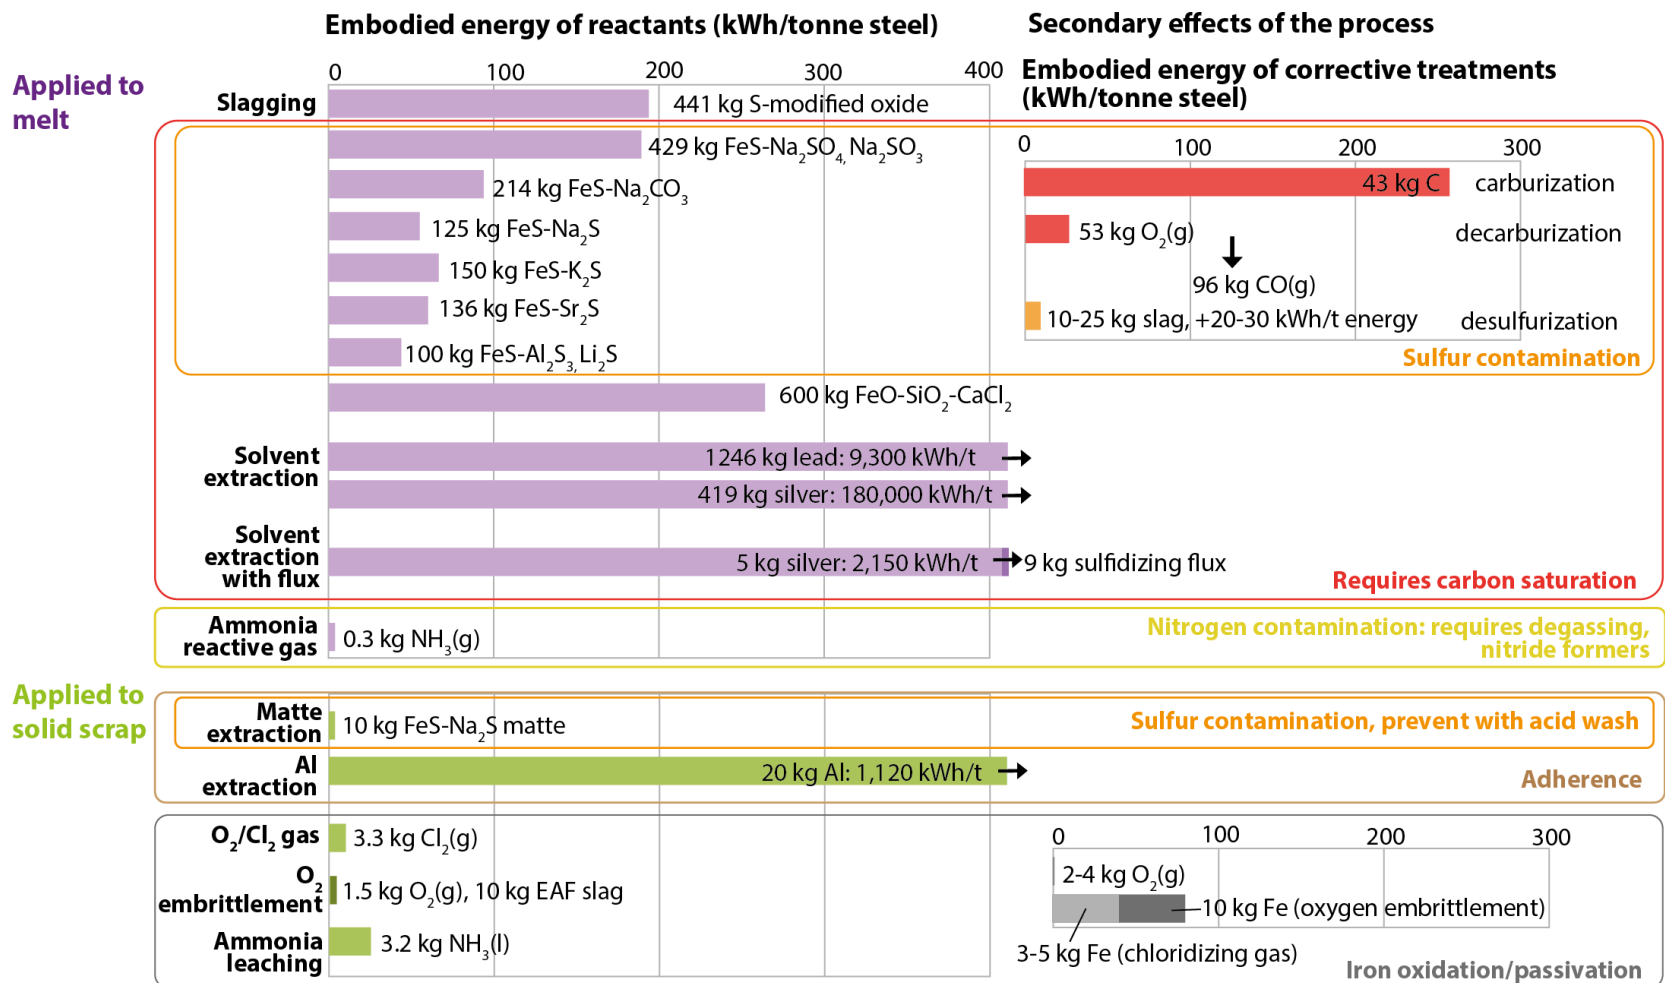 Embodied energy of reactants (kWh/tonne steel)
Secondary effects of the process
Applied to
melt
0 100 200 300 400
Embodied energy of corrective treatments
(kWh/tonne steel)
Slagging
441 kg S-modified oxide
429 kg FeS-Na₂SO₄, Na₂SO₃
214 kg FeS-Na₂CO₃
125 kg FeS-Na₂S
150 kg FeS-K₂S
136 kg FeS-Sr₂S
100 kg FeS-Al₂S₃, Li₂S
0 100 200 300
43 kg C
carburization
53 kg O₂(g)
decarburization
96 kg CO(g)
10-25 kg slag, +20-30 kWh/t energy
desulfurization
Sulfur contamination
600 kg FeO-SiO₂-CaCl₂
Solvent
extraction
1246 kg lead: 9,300 kWh/t
419 kg silver: 180,000 kWh/t
Solvent
extraction
with flux
5 kg silver: 2,150 kWh/t
9 kg sulfidizing flux
Requires carbon saturation
Ammonia
reactive gas
0.3 kg NH₃(g)
Nitrogen contamination: requires degassing,
nitride formers
Applied to
solid scrap
Matte
extraction
10 kg FeS-Na₂S matte
Sulfur contamination, prevent with acid wash
Al
extraction
20 kg Al: 1,120 kWh/t
Adherence
O₂/Cl₂ gas
3.3 kg Cl₂(g)
O₂
embrittlement
1.5 kg O₂(g), 10 kg EAF slag
Ammonia
leaching
3.2 kg NH₃(l)
0 100 200 300
2-4 kg O₂(g)
10 kg Fe (oxygen embrittlement)
3-5 kg Fe (chloridizing gas)
Iron oxidation/passivation